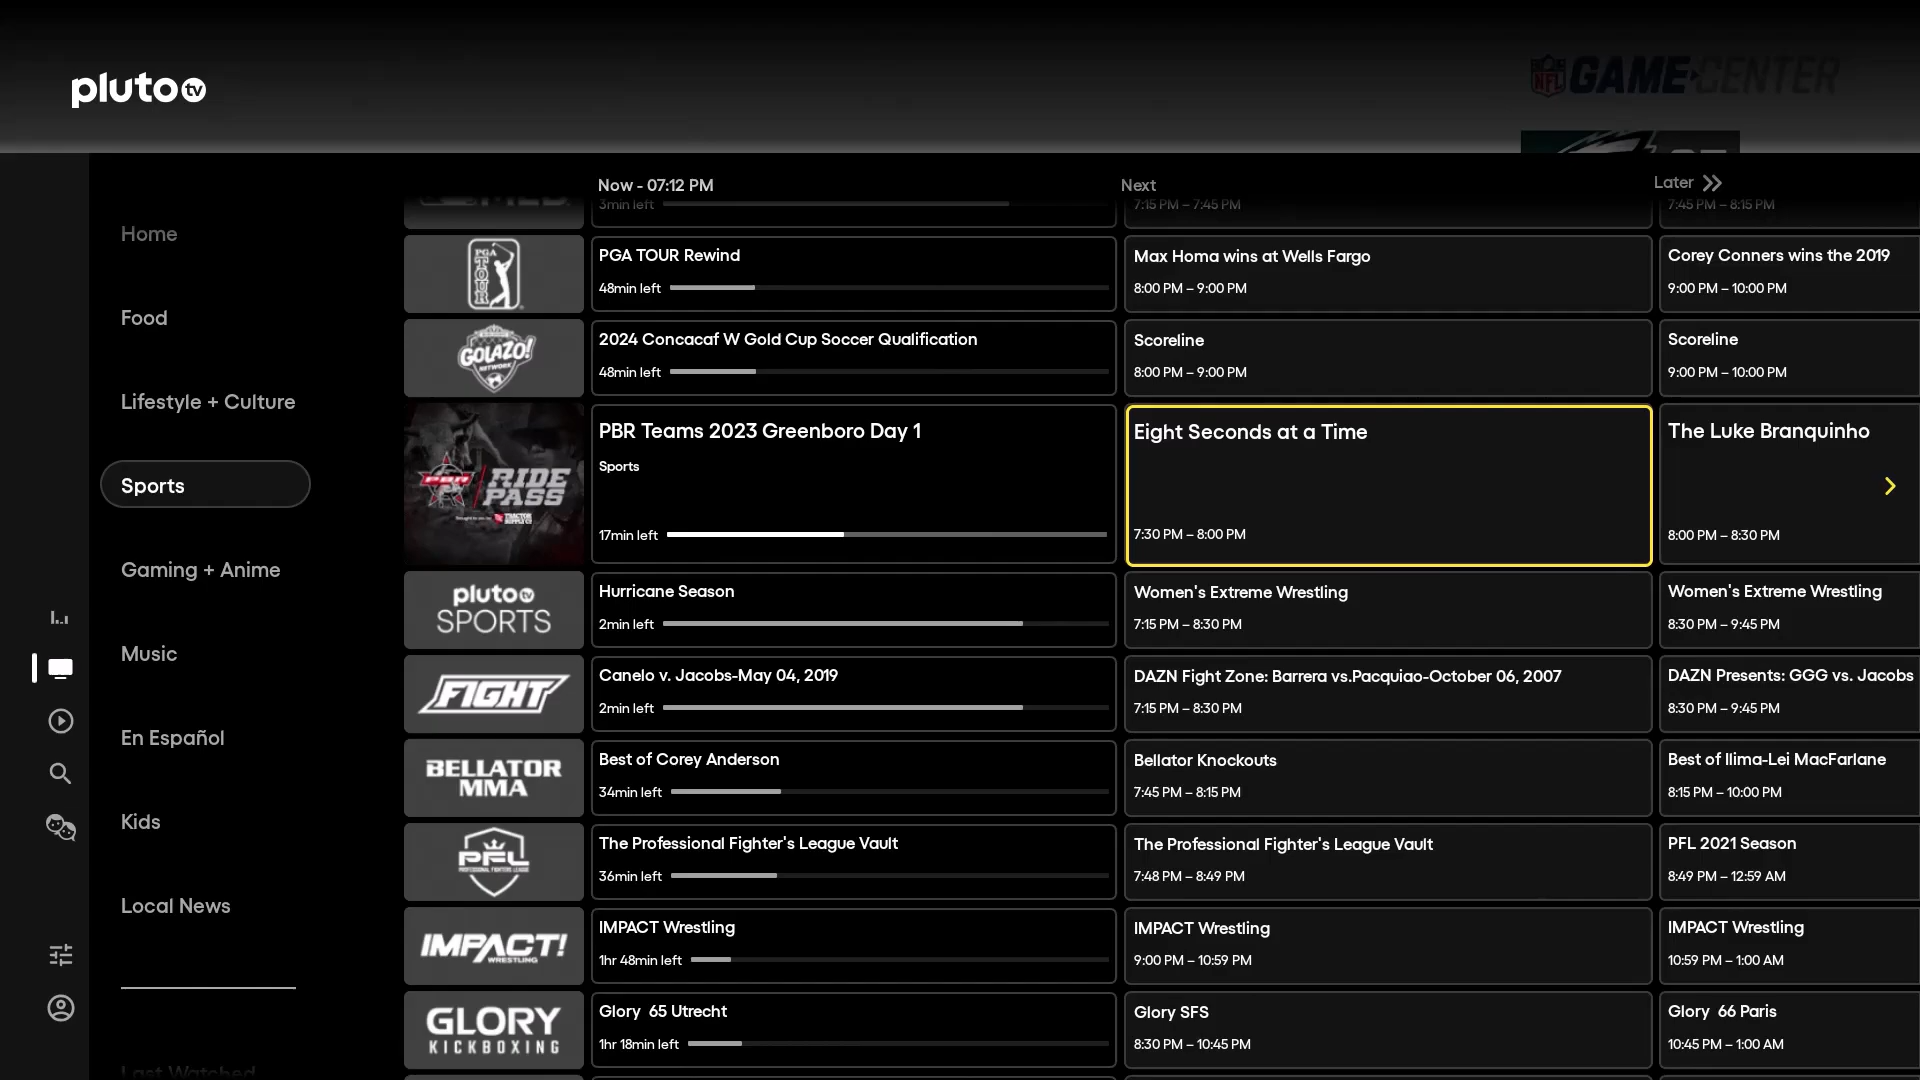 pluto tv
NFL GAME CENTER
Now - 07:12 PM
Next
Later
3min left
7:15 PM – 7:45 PM
7:45 PM – 8:15 PM
Home
Food
Lifestyle + Culture
Sports
Gaming + Anime
Music
En Español
Kids
Local News
Last Watched
PGA TOUR
PGA TOUR Rewind
48min left
Max Homa wins at Wells Fargo
8:00 PM – 9:00 PM
Corey Conners wins the 2019
9:00 PM – 10:00 PM
GOLAZO!
NETWORK
2024 Concacaf W Gold Cup Soccer Qualification
48min left
Scoreline
8:00 PM – 9:00 PM
Scoreline
9:00 PM – 10:00 PM
PBR RIDE PASS
TRACTOR SUPPLY CO
PBR Teams 2023 Greenboro Day 1
Sports
17min left
Eight Seconds at a Time
7:30 PM – 8:00 PM
The Luke Branquinho
8:00 PM – 8:30 PM
pluto tv
SPORTS
Hurricane Season
2min left
Women's Extreme Wrestling
7:15 PM – 8:30 PM
Women's Extreme Wrestling
8:30 PM – 9:45 PM
FIGHT
Canelo v. Jacobs-May 04, 2019
2min left
DAZN Fight Zone: Barrera vs.Pacquiao-October 06, 2007
7:15 PM – 8:30 PM
DAZN Presents: GGG vs. Jacobs
8:30 PM – 9:45 PM
BELLATOR
MMA
Best of Corey Anderson
34min left
Bellator Knockouts
7:45 PM – 8:15 PM
Best of Ilima-Lei MacFarlane
8:15 PM – 10:00 PM
PFL
PROFESSIONAL FIGHTERS LEAGUE
The Professional Fighter's League Vault
36min left
The Professional Fighter's League Vault
7:48 PM – 8:49 PM
PFL 2021 Season
8:49 PM – 12:59 AM
IMPACT!
WRESTLING
IMPACT Wrestling
1hr 48min left
IMPACT Wrestling
9:00 PM – 10:59 PM
IMPACT Wrestling
10:59 PM – 1:00 AM
GLORY
KICKBOXING
Glory 65 Utrecht
1hr 18min left
Glory SFS
8:30 PM – 10:45 PM
Glory 66 Paris
10:45 PM – 1:00 AM